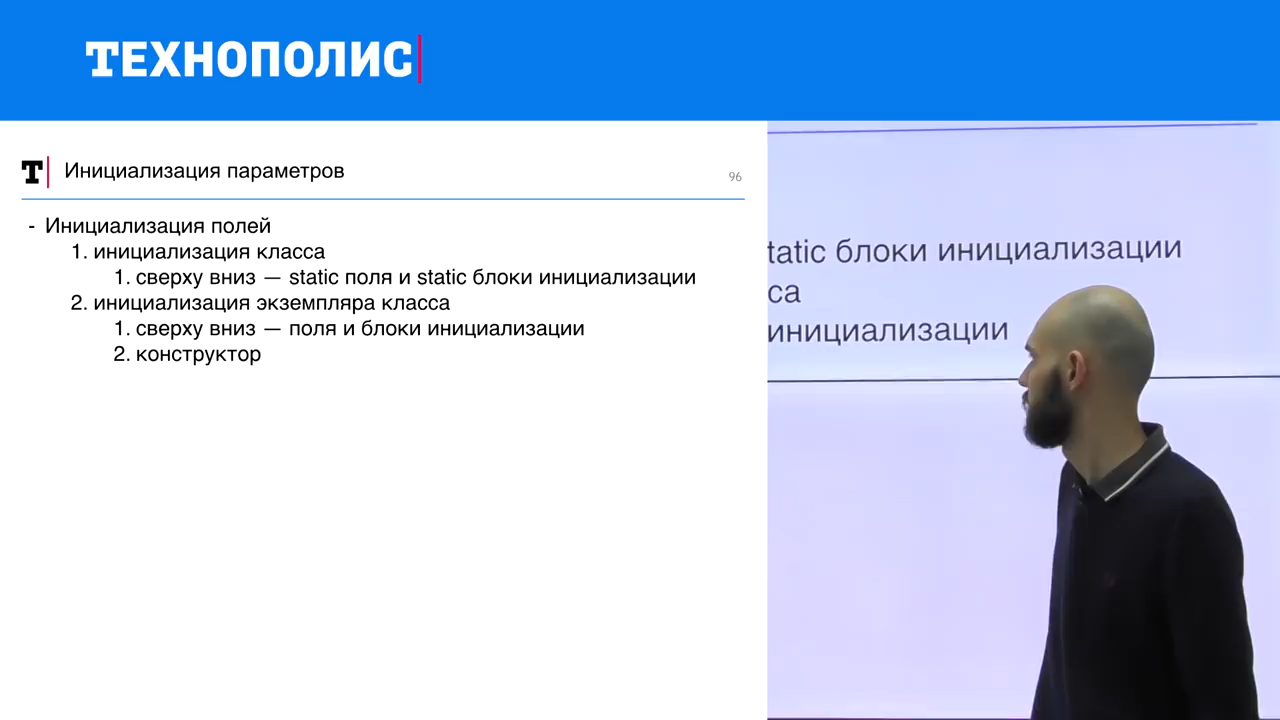 ТЕХНОПОЛИС
Т Инициализация параметров
96
- Инициализация полей
1. инициализация класса
1. сверху вниз — static поля и static блоки инициализации
2. инициализация экземпляра класса
1. сверху вниз — поля и блоки инициализации
2. конструктор
tatic блоки инициализации
са
инициализации